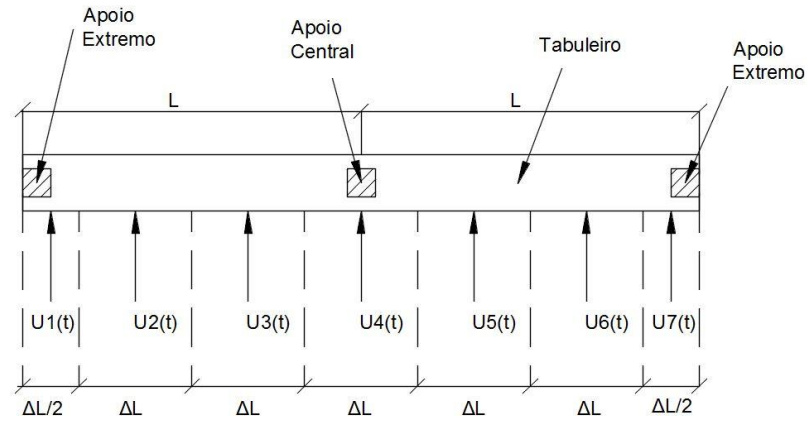 Apoio
Extremo
Apoio
Central
Tabuleiro
Apoio
Extremo
L
L
U1(t)
U2(t)
U3(t)
U4(t)
U5(t)
U6(t)
U7(t)
ΔL/2
ΔL
ΔL
ΔL
ΔL
ΔL
ΔL/2